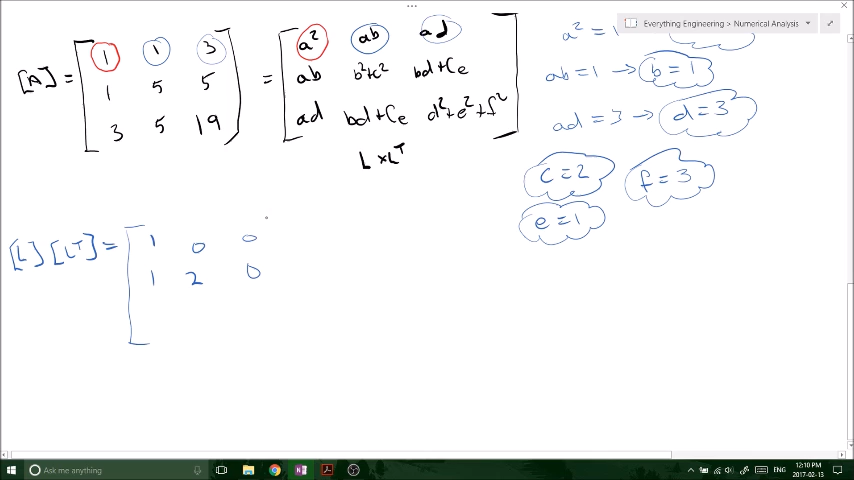 Everything Engineering > Numerical Analysis
[A] = [ 1 1 3 = [ a² ab ad
1 5 5 ab b²+c² bd+Ce
3 5 19 ] ad bd+Ce d²+e²+f² ]
L×Lᵀ
a² = 1
ab = 1 → b = 1
ad = 3 → d = 3
C = 2 f = 3
e = 1
[L][Lᵀ] = [ 1 0 0
1 2 0
Ask me anything
ENG
12:10 PM
2017-02-13